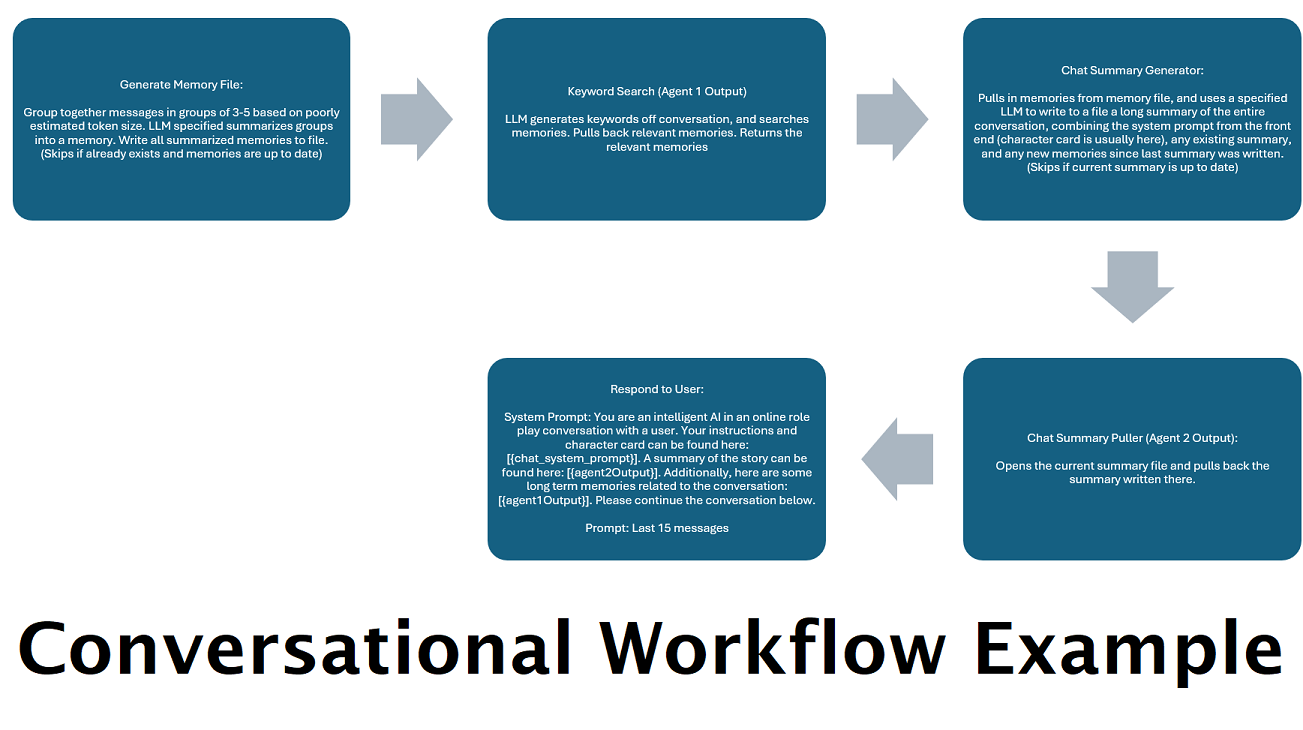 Generate Memory File:
Group together messages in groups of 3-5 based on poorly
estimated token size. LLM specified summarizes groups
into a memory. Write all summarized memories to file.
(Skips if already exists and memories are up to date)
Keyword Search (Agent 1 Output)
LLM generates keywords off conversation, and searches
memories. Pulls back relevant memories. Returns the
relevant memories
Chat Summary Generator:
Pulls in memories from memory file, and uses a specified
LLM to write to a file a long summary of the entire
conversation, combining the system prompt from the front
end (character card is usually here), any existing summary,
and any new memories since last summary was written.
(Skips if current summary is up to date)
Chat Summary Puller (Agent 2 Output):
Opens the current summary file and pulls back the
summary written there.
Respond to User:
System Prompt: You are an intelligent AI in an online role
play conversation with a user. Your instructions and
character card can be found here:
[{chat_system_prompt}]. A summary of the story can be
found here: [{agent2Output}]. Additionally, here are some
long term memories related to the conversation:
[{agent1Output}]. Please continue the conversation below.
Prompt: Last 15 messages
Conversational Workflow Example